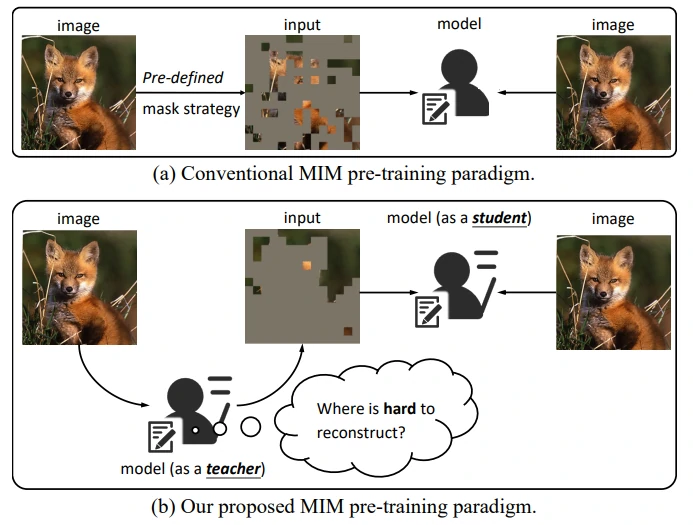 image
input
model
image
Pre-defined
mask strategy
(a) Conventional MIM pre-training paradigm.
image
input
model (as a student)
image
Where is hard to
reconstruct?
model (as a teacher)
(b) Our proposed MIM pre-training paradigm.